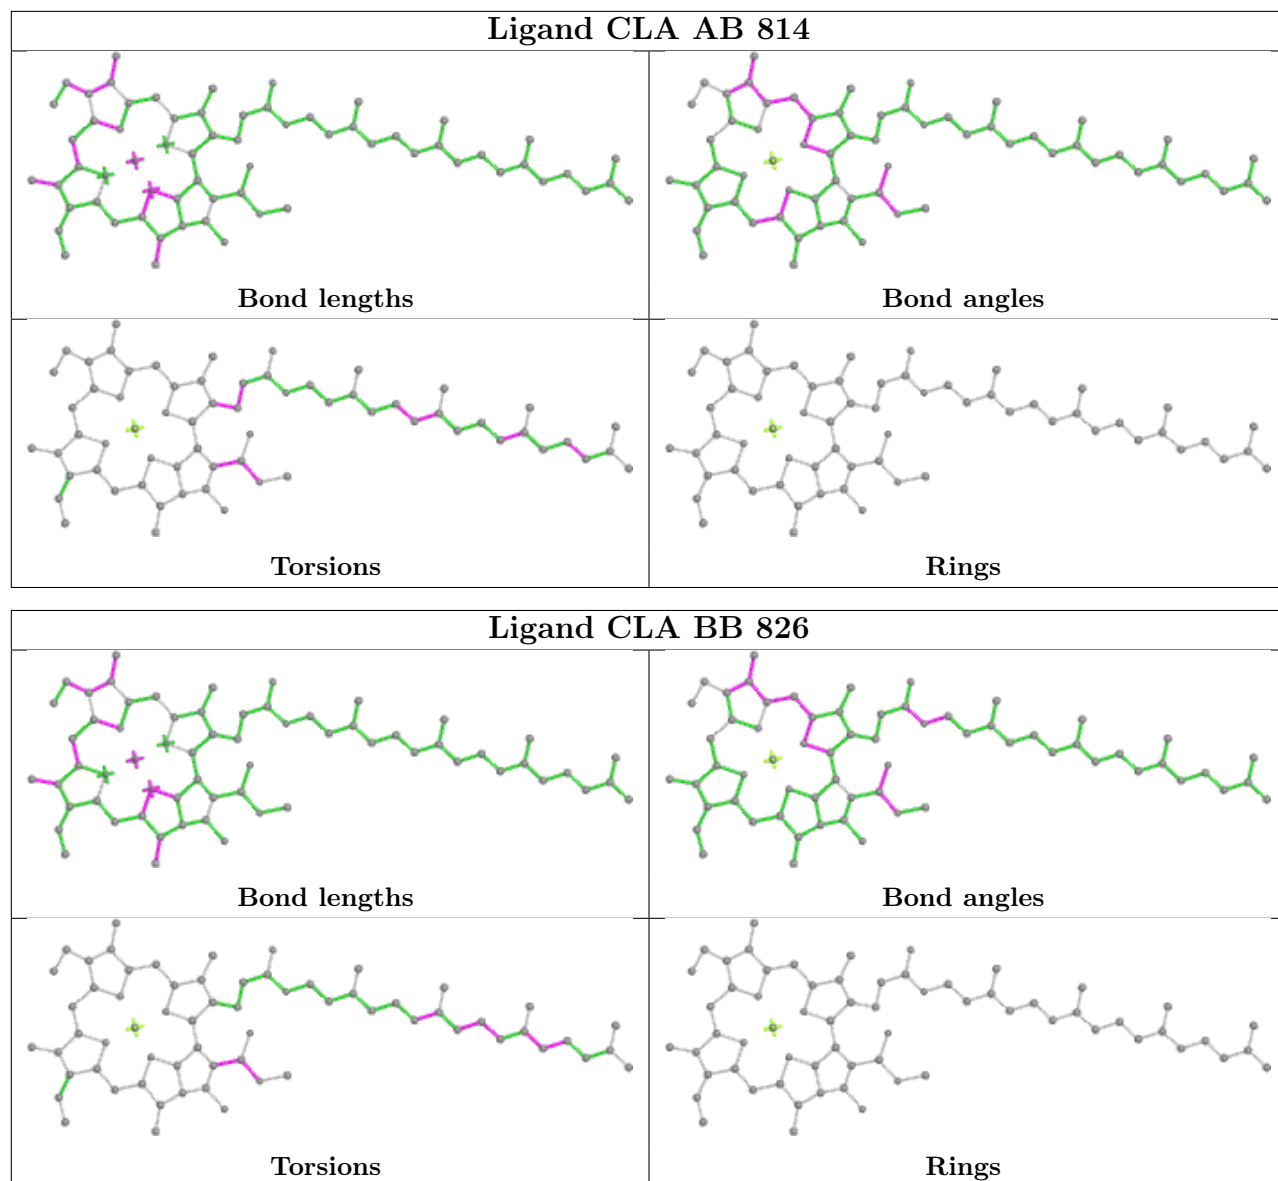 Ligand CLA AB 814
Bond lengths
Bond angles
Torsions
Rings
Ligand CLA BB 826
Bond lengths
Bond angles
Torsions
Rings